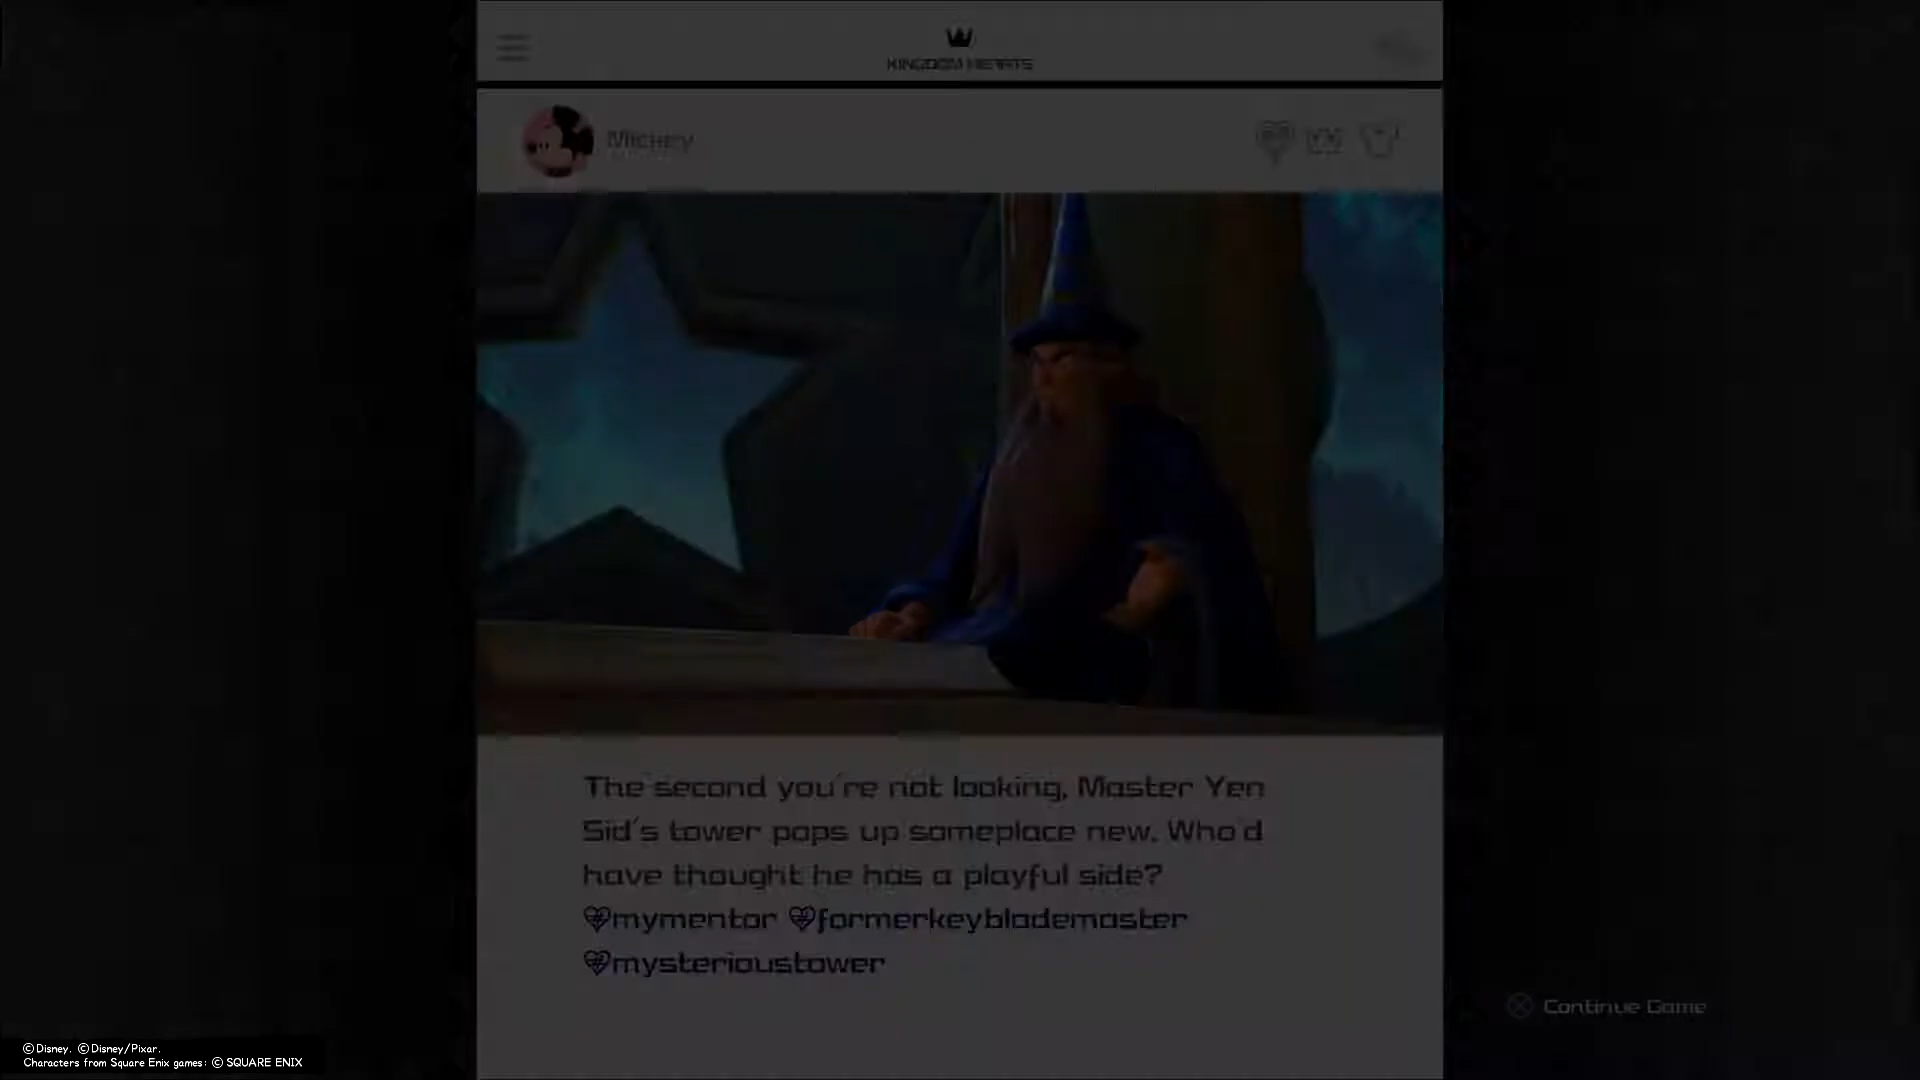 KINGDOM HEARTS
Mickey
The second you're not looking, Master Yen
Sid's tower pops up someplace new. Who'd
have thought he has a playful side?
mymentor formerkeyblademaster
mysterioustower
Continue Game
©Disney. ©Disney/Pixar.
Characters from Square Enix games: © SQUARE ENIX